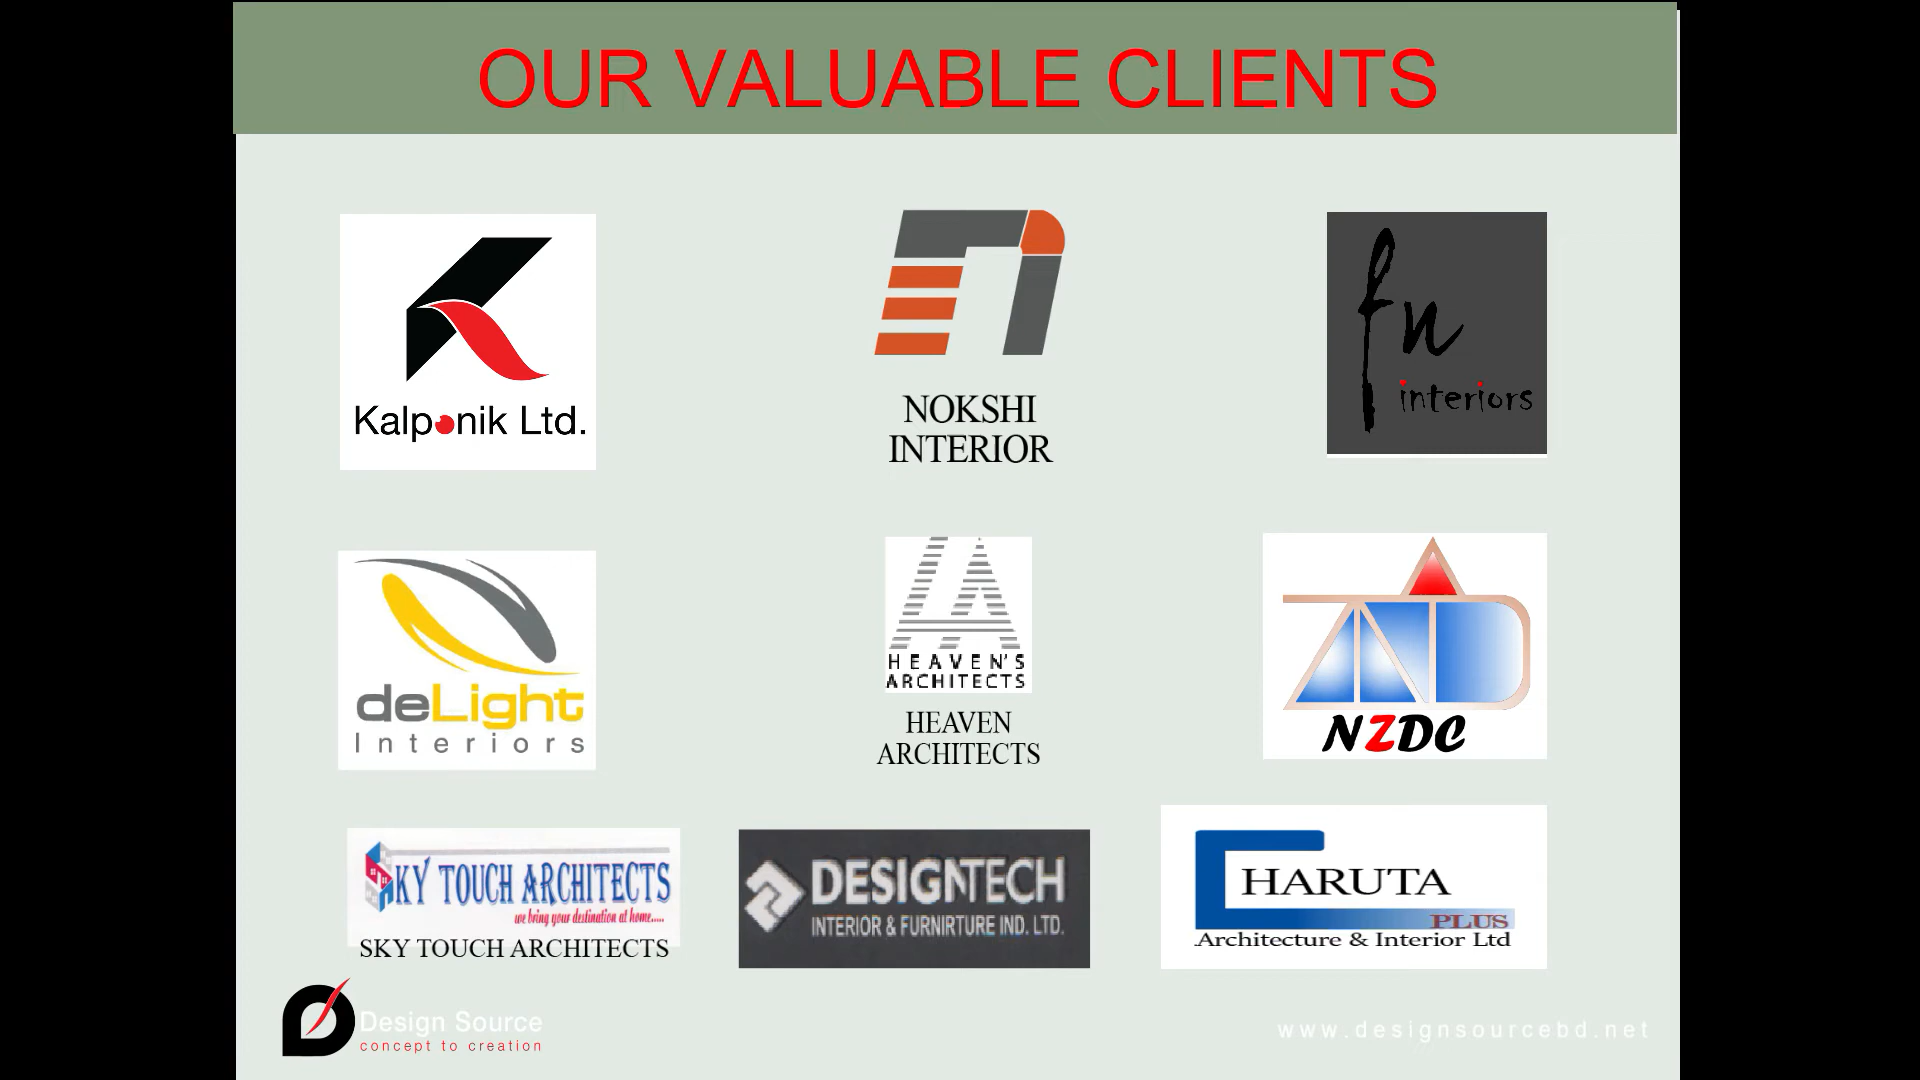 OUR VALUABLE CLIENTS
Kalponik Ltd.
NOKSHI
INTERIOR
fn
interiors
deLight
Interiors
HEAVEN'S
ARCHITECTS
HEAVEN
ARCHITECTS
NZDC
SKY TOUCH ARCHITECTS
we bring your destination at home.....
SKY TOUCH ARCHITECTS
DESIGNTECH
INTERIOR & FURNIRTURE IND. LTD.
CHARUTA
PLUS
Architecture & Interior Ltd
Design Source
concept to creation
www.designsourcebd.net